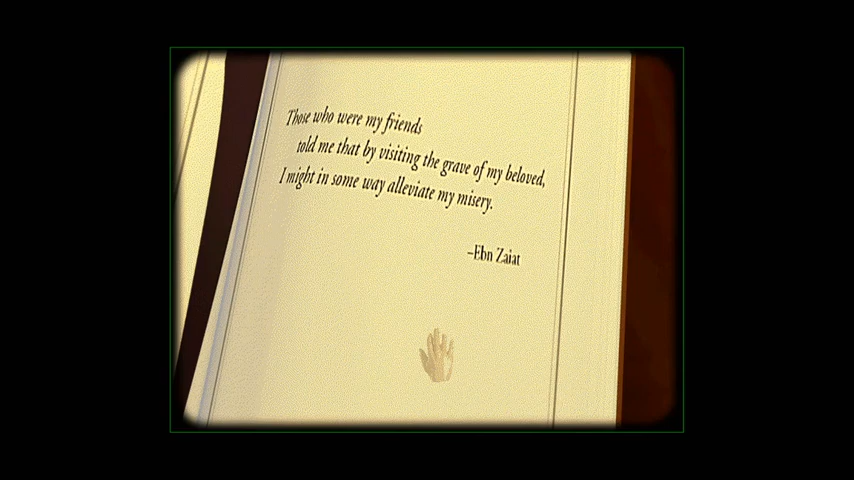 Those who were my friends
told me that by visiting the grave of my beloved,
I might in some way alleviate my misery.
–Ebn Zaiat